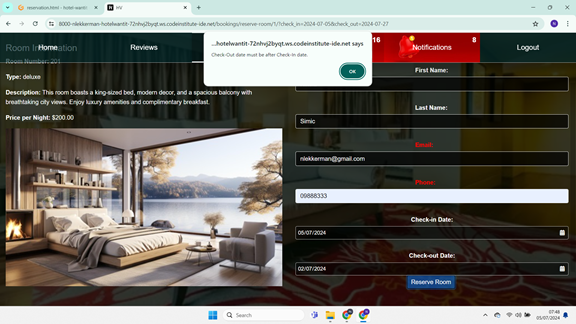 reservation.html - hotel-wantit
HV
8000-nlekkerman-hotelwantit-72nhvj2byqt.ws.codeinstitute-ide.net/bookings/reserve-room/1/?check_in=2024-07-05&check_out=2024-07-27
...hotelwantit-72nhvj2byqt.ws.codeinstitute-ide.net says
Check-Out date must be after Check-in date.
OK
Home
Reviews
16
Notifications
8
Logout
Room Information
Room Number: 201
Type: deluxe
Description: This room boasts a king-sized bed, modern decor, and a spacious balcony with
breathtaking city views. Enjoy luxury amenities and complimentary breakfast.
Price per Night: $200.00
First Name:
Last Name:
Simic
Email:
nlekkerman@gmail.com
Phone:
09888333
Check-in Date:
05/07/2024
Check-out Date:
02/07/2024
Reserve Room
Search
07:48
05/07/2024